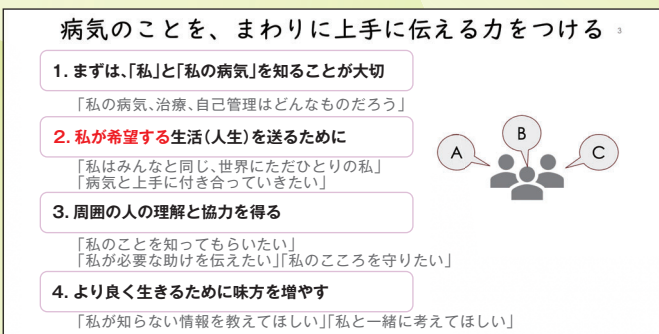 病気のことを、まわりに上手に伝える力をつける
3
1. まずは、「私」と「私の病気」を知ることが大切
「私の病気、治療、自己管理はどんなものだろう」
2. 私が希望する生活(人生)を送るために
「私はみんなと同じ、世界にただひとりの私」
「病気と上手に付き合っていきたい」
A
B
C
3. 周囲の人の理解と協力を得る
「私のことを知ってもらいたい」
「私が必要な助けを伝えたい」「私のこころを守りたい」
4. より良く生きるために味方を増やす
「私が知らない情報を教えてほしい」「私と一緒に考えてほしい」